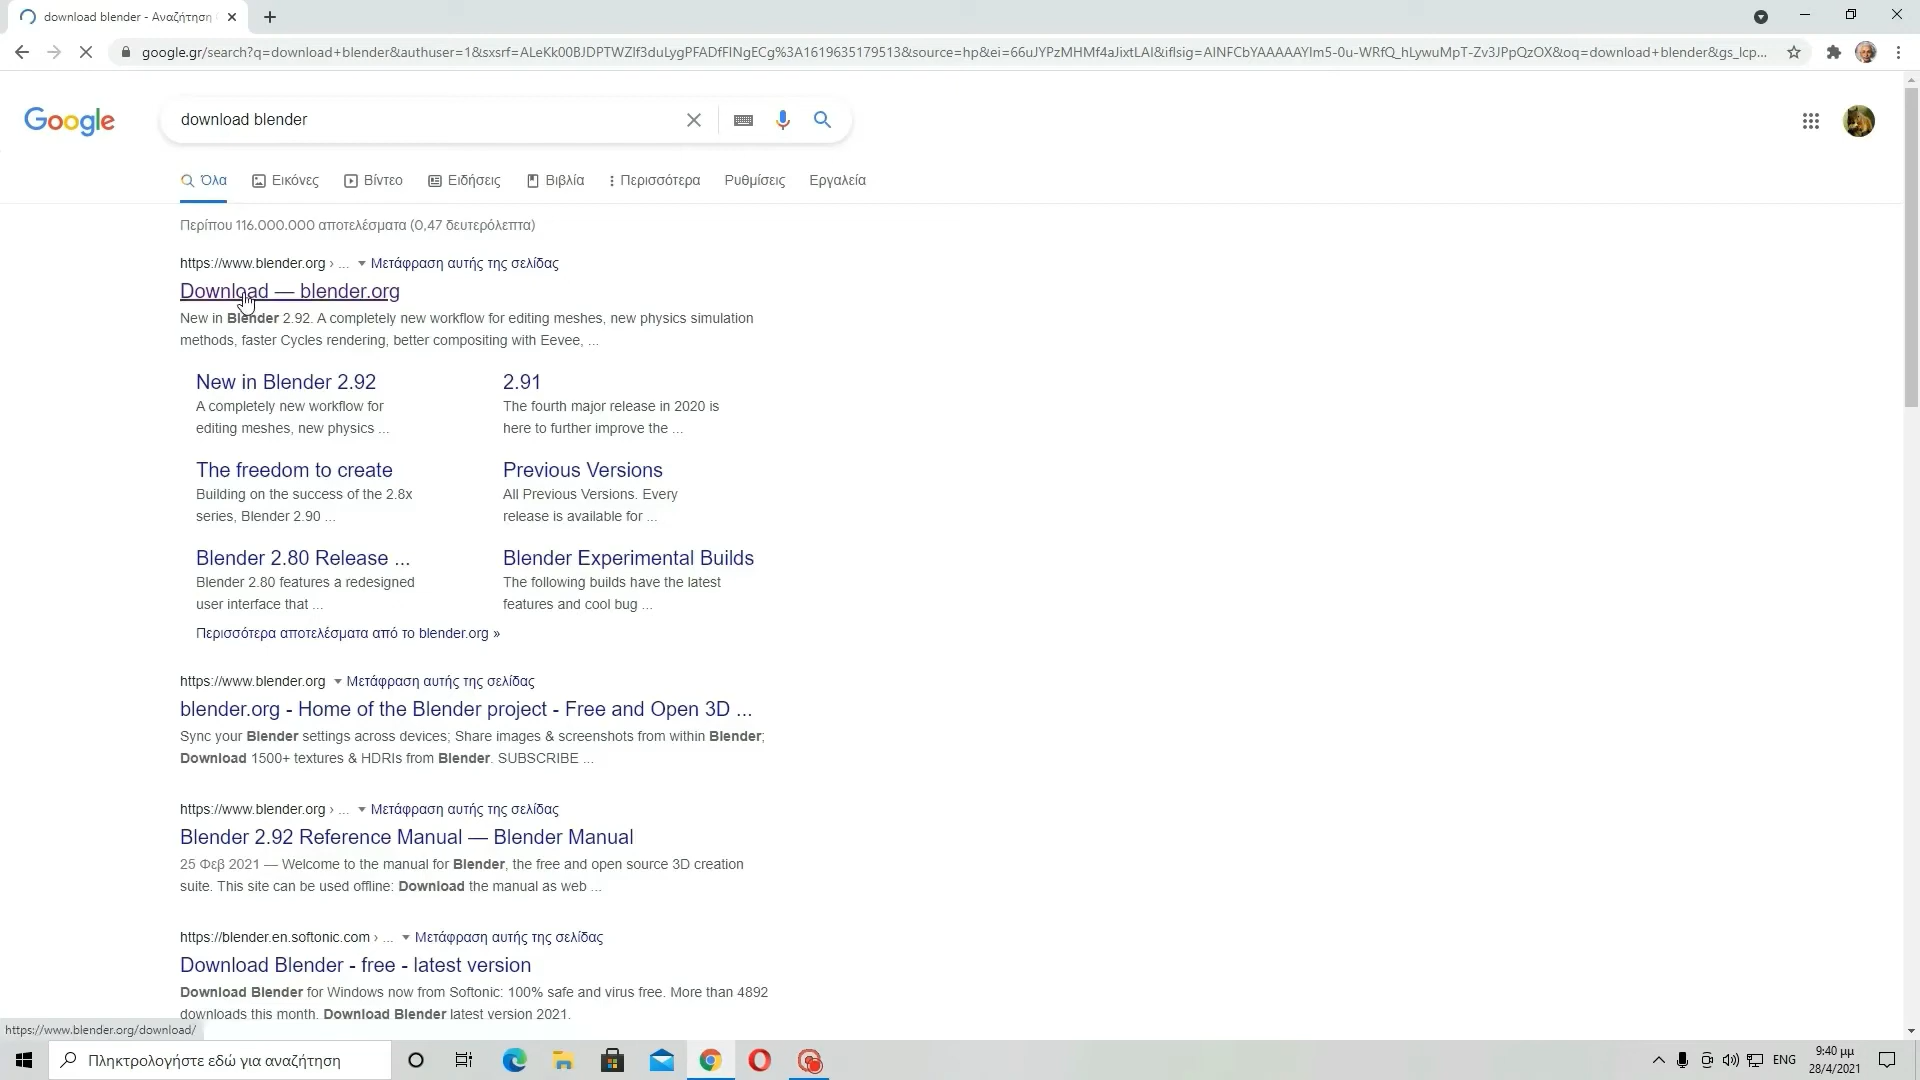 download blender - Αναζήτηση
google.gr/search?q=download+blender&authuser=1&sxsrf=ALeKk00BJDPTWZIf3duLygPFADfFINgECg%3A1619635179513&source=hp&ei=66uJYPzMHMf4aJixtLAI&iflsig=AINFCbYAAAAAYIm5-0u-WRfQ_hLywuMpT-Zv3JPpQzOX&oq=download+blender&gs_lcp...
Google
download blender
Όλα Εικόνες Βίντεο Ειδήσεις Βιβλία Περισσότερα Ρυθμίσεις Εργαλεία
Περίπου 116.000.000 αποτελέσματα (0,47 δευτερόλεπτα)
https://www.blender.org › ... Μετάφραση αυτής της σελίδας
Download — blender.org
New in Blender 2.92. A completely new workflow for editing meshes, new physics simulation
methods, faster Cycles rendering, better compositing with Eevee, ...
New in Blender 2.92
A completely new workflow for
editing meshes, new physics ...
2.91
The fourth major release in 2020 is
here to further improve the ...
The freedom to create
Building on the success of the 2.8x
series, Blender 2.90 ...
Previous Versions
All Previous Versions. Every
release is available for ...
Blender 2.80 Release ...
Blender 2.80 features a redesigned
user interface that ...
Blender Experimental Builds
The following builds have the latest
features and cool bug ...
Περισσότερα αποτελέσματα από το blender.org »
https://www.blender.org Μετάφραση αυτής της σελίδας
blender.org - Home of the Blender project - Free and Open 3D ...
Sync your Blender settings across devices; Share images & screenshots from within Blender;
Download 1500+ textures & HDRIs from Blender. SUBSCRIBE ...
https://www.blender.org › ... Μετάφραση αυτής της σελίδας
Blender 2.92 Reference Manual — Blender Manual
25 Φεβ 2021 — Welcome to the manual for Blender, the free and open source 3D creation
suite. This site can be used offline: Download the manual as web ...
https://blender.en.softonic.com › ... Μετάφραση αυτής της σελίδας
Download Blender - free - latest version
Download Blender for Windows now from Softonic: 100% safe and virus free. More than 4892
downloads this month. Download Blender latest version 2021.
https://www.blender.org/download/
Πληκτρολογήστε εδώ για αναζήτηση
ENG
9:40 μμ
28/4/2021